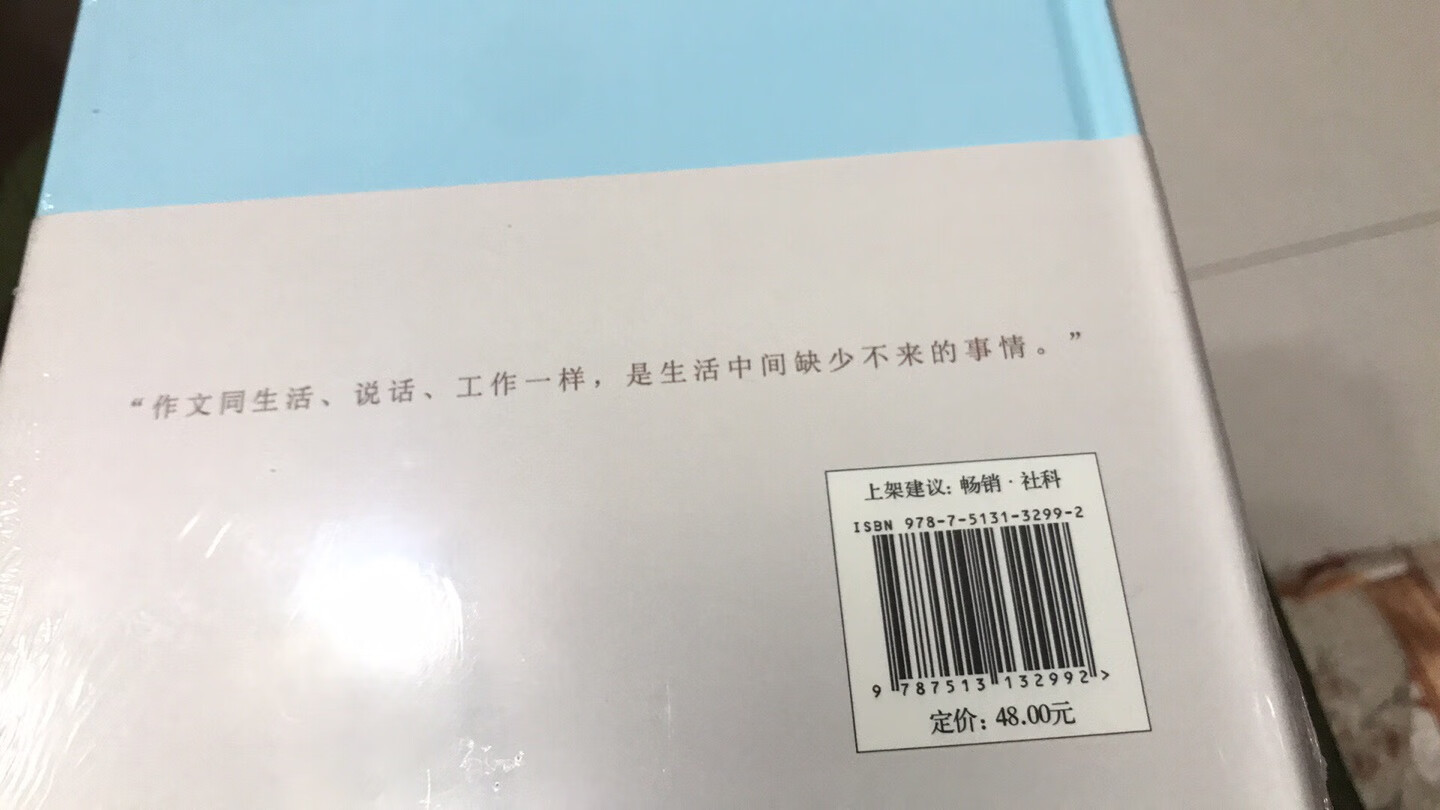 “作文同生活、说话、工作一样，是生活中间缺少不来的事情。”
上架建议：畅销·社科
ISBN 978-7-5131-3299-2
9 787513 132992 >
定价：48.00元